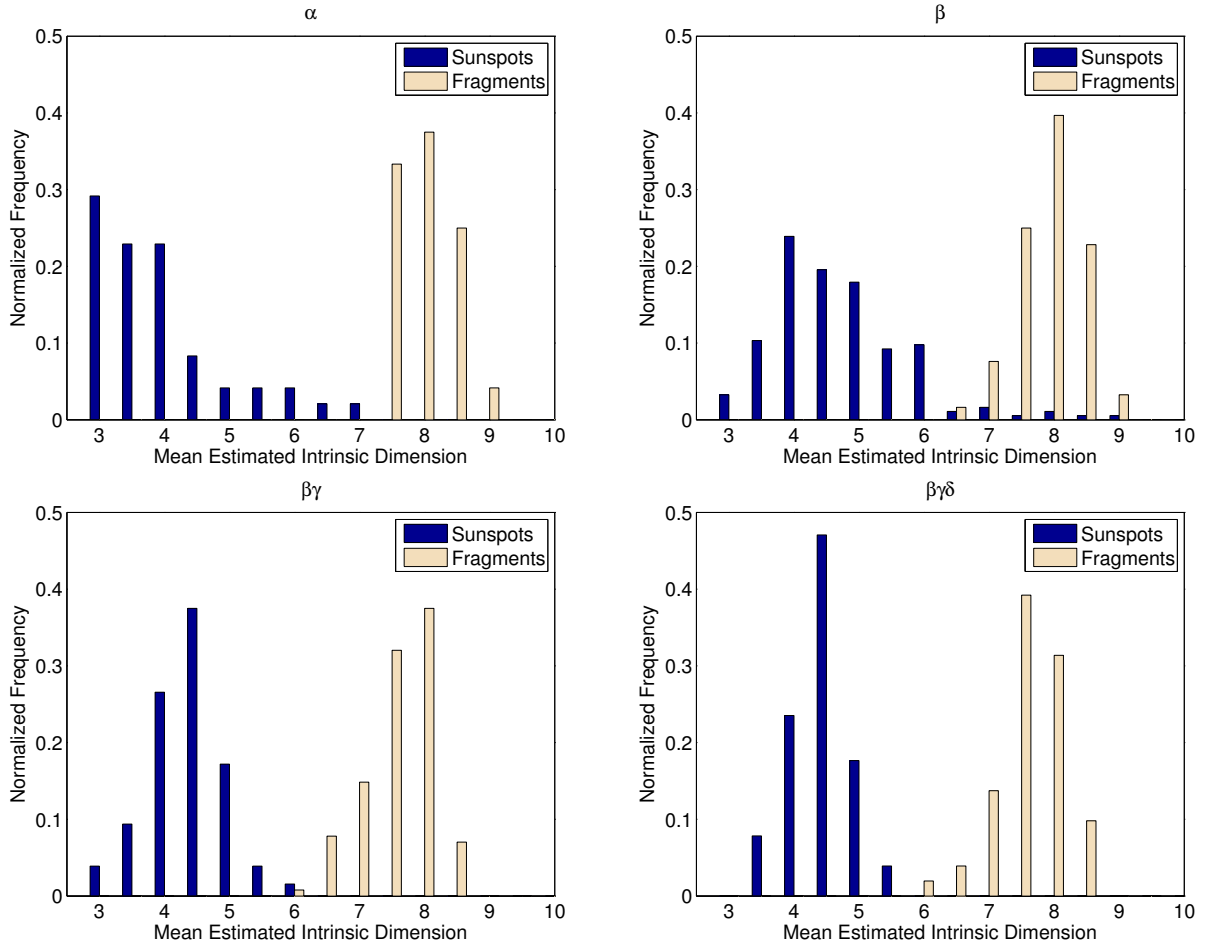 α
0.5
0.4
0.3
0.2
0.1
0
Normalized Frequency
Sunspots
Fragments
3 4 5 6 7 8 9 10
Mean Estimated Intrinsic Dimension
β
0.5
0.4
0.3
0.2
0.1
0
Normalized Frequency
Sunspots
Fragments
3 4 5 6 7 8 9 10
Mean Estimated Intrinsic Dimension
βγ
0.5
0.4
0.3
0.2
0.1
0
Normalized Frequency
Sunspots
Fragments
3 4 5 6 7 8 9 10
Mean Estimated Intrinsic Dimension
βγδ
0.5
0.4
0.3
0.2
0.1
0
Normalized Frequency
Sunspots
Fragments
3 4 5 6 7 8 9 10
Mean Estimated Intrinsic Dimension